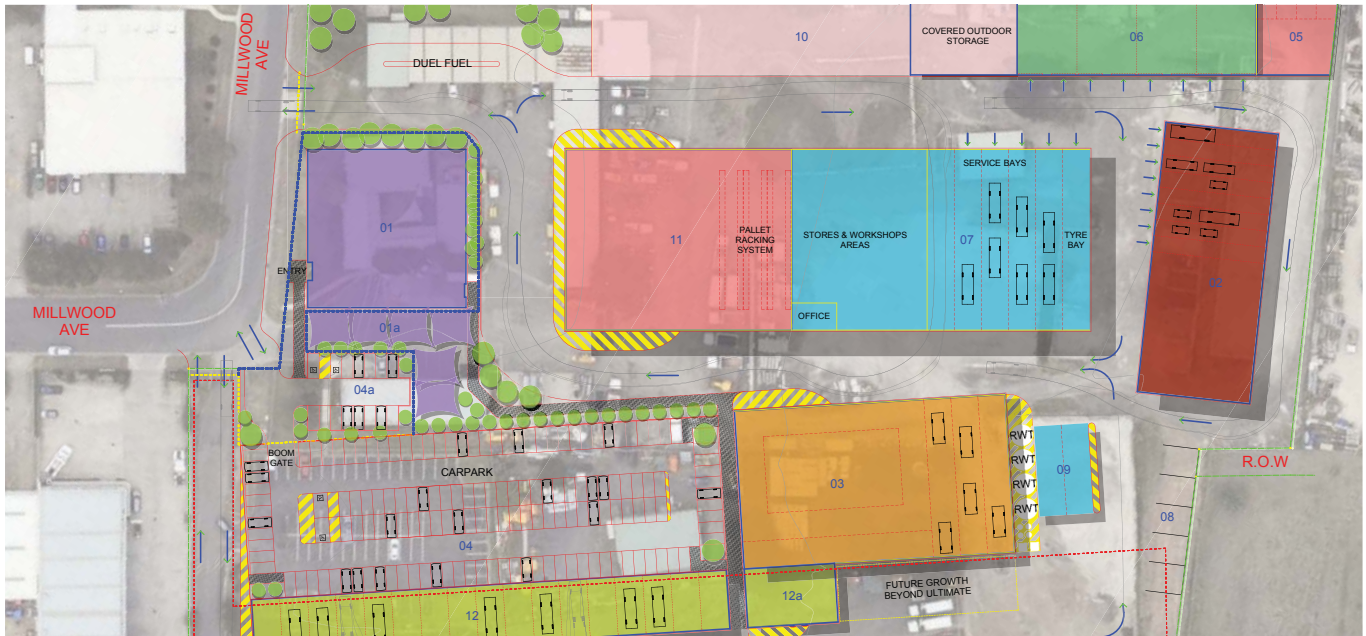 MILLWOOD
AVE
DUEL FUEL
10
COVERED OUTDOOR
STORAGE
06
05
01
ENTRY
01a
MILLWOOD
AVE
04a
11
PALLET
RACKING
SYSTEM
STORES & WORKSHOPS
AREAS
OFFICE
SERVICE BAYS
07
TYRE
BAY
02
BOOM
GATE
CARPARK
04
03
RWT
RWT
RWT
RWT
09
08
R.O.W
12
12a
FUTURE GROWTH
BEYOND ULTIMATE